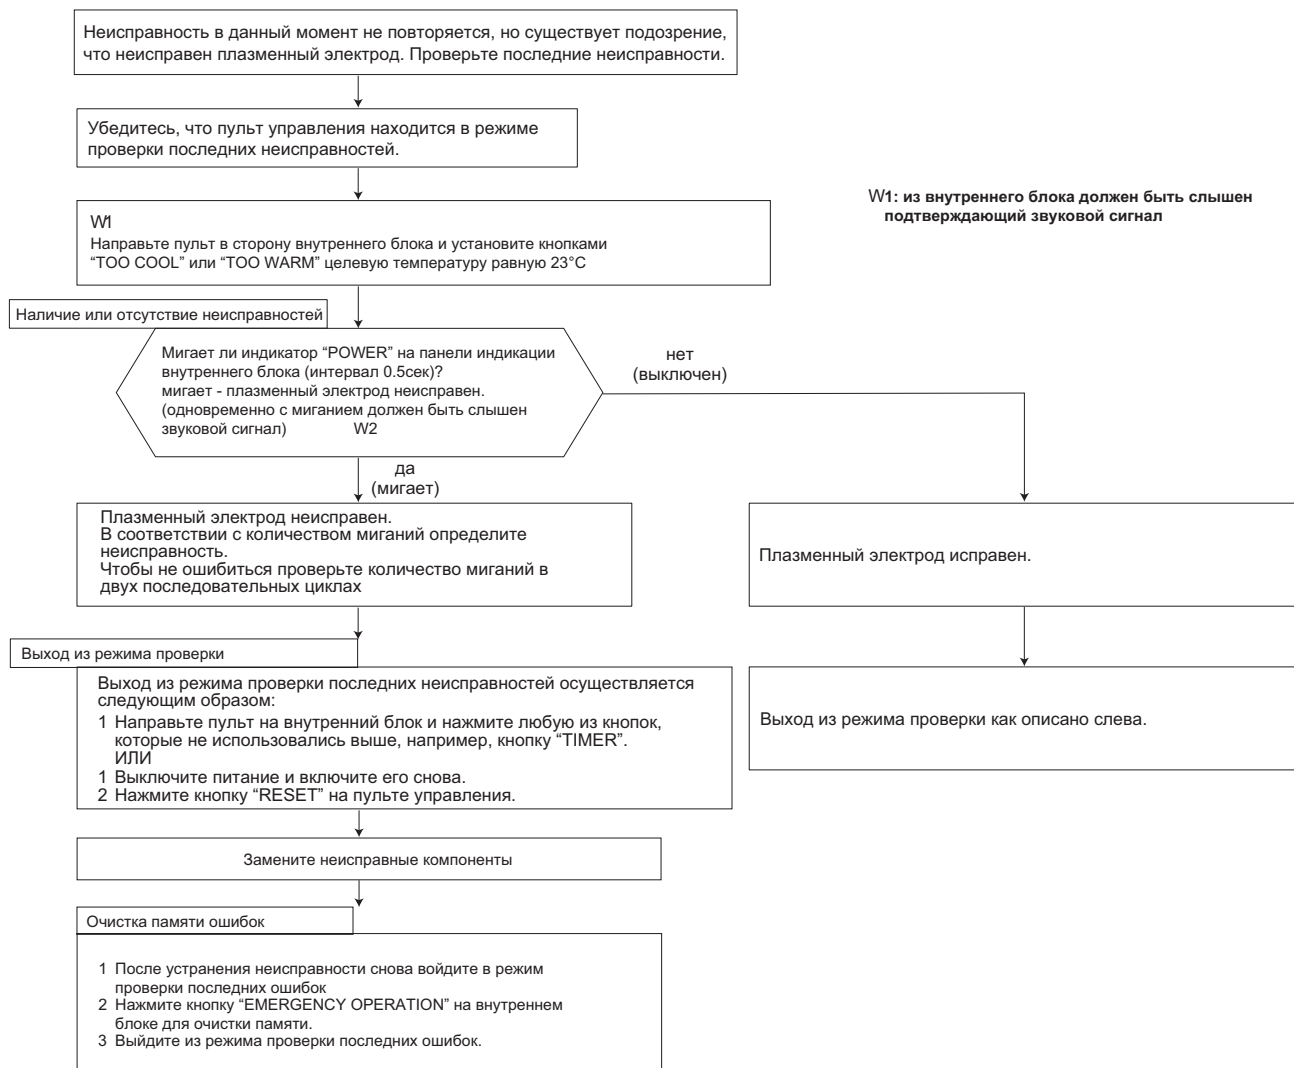 Неисправность в данный момент не повторяется, но существует подозрение,
что неисправен плазменный электрод. Проверьте последние неисправности.
Убедитесь, что пульт управления находится в режиме
проверки последних неисправностей.
W1: из внутреннего блока должен быть слышен
подтверждающий звуковой сигнал
W1
Направьте пульт в сторону внутреннего блока и установите кнопками
“TOO COOL” или “TOO WARM” целевую температуру равную 23°C
Наличие или отсутствие неисправностей
Мигает ли индикатор “POWER” на панели индикации
внутреннего блока (интервал 0.5сек)?
мигает - плазменный электрод неисправен.
(одновременно с миганием должен быть слышен
звуковой сигнал) W2
нет
(выключен)
да
(мигает)
Плазменный электрод неисправен.
В соответствии с количеством миганий определите
неисправность.
Чтобы не ошибиться проверьте количество миганий в
двух последовательных циклах
Плазменный электрод исправен.
Выход из режима проверки
Выход из режима проверки последних неисправностей осуществляется
следующим образом:
1 Направьте пульт на внутренний блок и нажмите любую из кнопок,
которые не использовались выше, например, кнопку “TIMER”.
ИЛИ
1 Выключите питание и включите его снова.
2 Нажмите кнопку “RESET” на пульте управления.
Выход из режима проверки как описано слева.
Замените неисправные компоненты
Очистка памяти ошибок
1 После устранения неисправности снова войдите в режим
проверки последних ошибок
2 Нажмите кнопку “EMERGENCY OPERATION” на внутреннем
блоке для очистки памяти.
3 Выйдите из режима проверки последних ошибок.